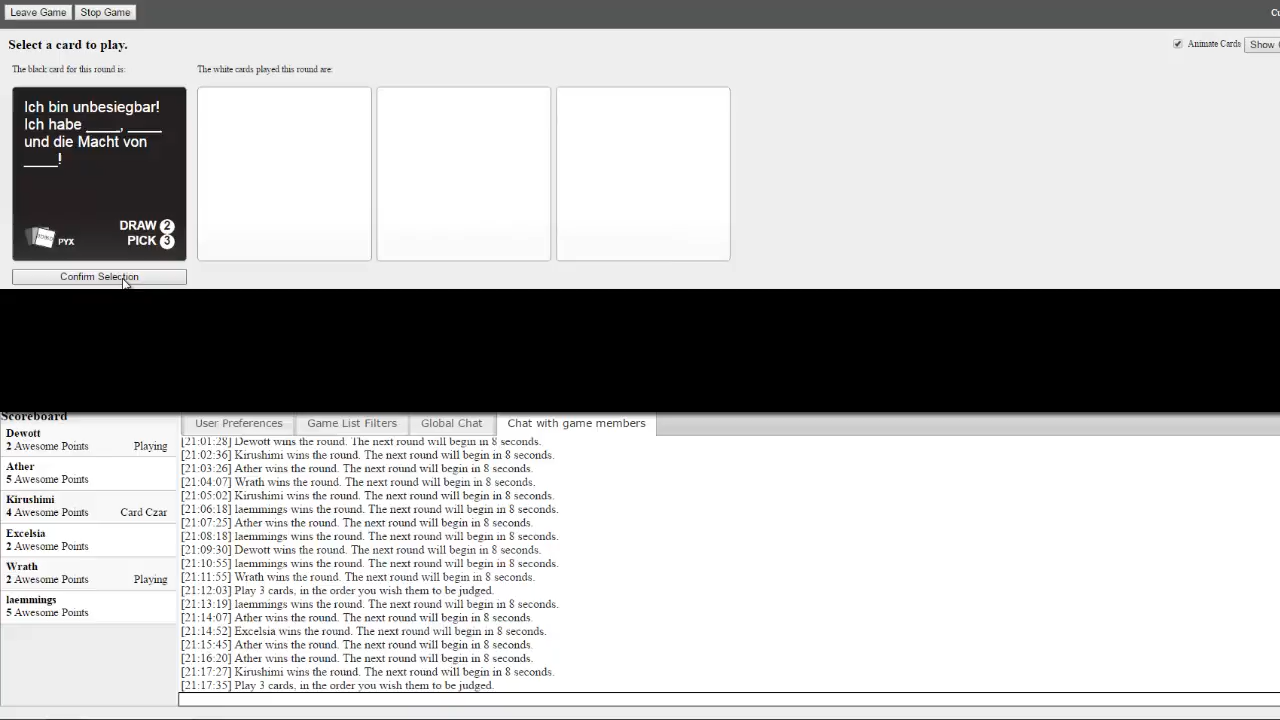 Leave Game Stop Game
Select a card to play.
Animate Cards Show
The black card for this round is:
The white cards played this round are:
Ich bin unbesiegbar!
Ich habe ____, ____
und die Macht von
____!
DRAW 2
PYX PICK 3
Confirm Selection
Scoreboard
Dewott
2 Awesome Points Playing
Ather
5 Awesome Points
Kirushimi
4 Awesome Points Card Czar
Excelsia
2 Awesome Points
Wrath
2 Awesome Points Playing
laemmings
5 Awesome Points
User Preferences Game List Filters Global Chat Chat with game members
[21:01:28] Dewott wins the round. The next round will begin in 8 seconds.
[21:02:36] Kirushimi wins the round. The next round will begin in 8 seconds.
[21:03:26] Ather wins the round. The next round will begin in 8 seconds.
[21:04:07] Wrath wins the round. The next round will begin in 8 seconds.
[21:05:02] Kirushimi wins the round. The next round will begin in 8 seconds.
[21:06:18] laemmings wins the round. The next round will begin in 8 seconds.
[21:07:25] Ather wins the round. The next round will begin in 8 seconds.
[21:08:18] laemmings wins the round. The next round will begin in 8 seconds.
[21:09:30] Dewott wins the round. The next round will begin in 8 seconds.
[21:10:55] laemmings wins the round. The next round will begin in 8 seconds.
[21:11:55] Wrath wins the round. The next round will begin in 8 seconds.
[21:12:03] Play 3 cards, in the order you wish them to be judged.
[21:13:19] laemmings wins the round. The next round will begin in 8 seconds.
[21:14:07] Ather wins the round. The next round will begin in 8 seconds.
[21:14:52] Excelsia wins the round. The next round will begin in 8 seconds.
[21:15:45] Ather wins the round. The next round will begin in 8 seconds.
[21:16:20] Ather wins the round. The next round will begin in 8 seconds.
[21:17:27] Kirushimi wins the round. The next round will begin in 8 seconds.
[21:17:35] Play 3 cards, in the order you wish them to be judged.